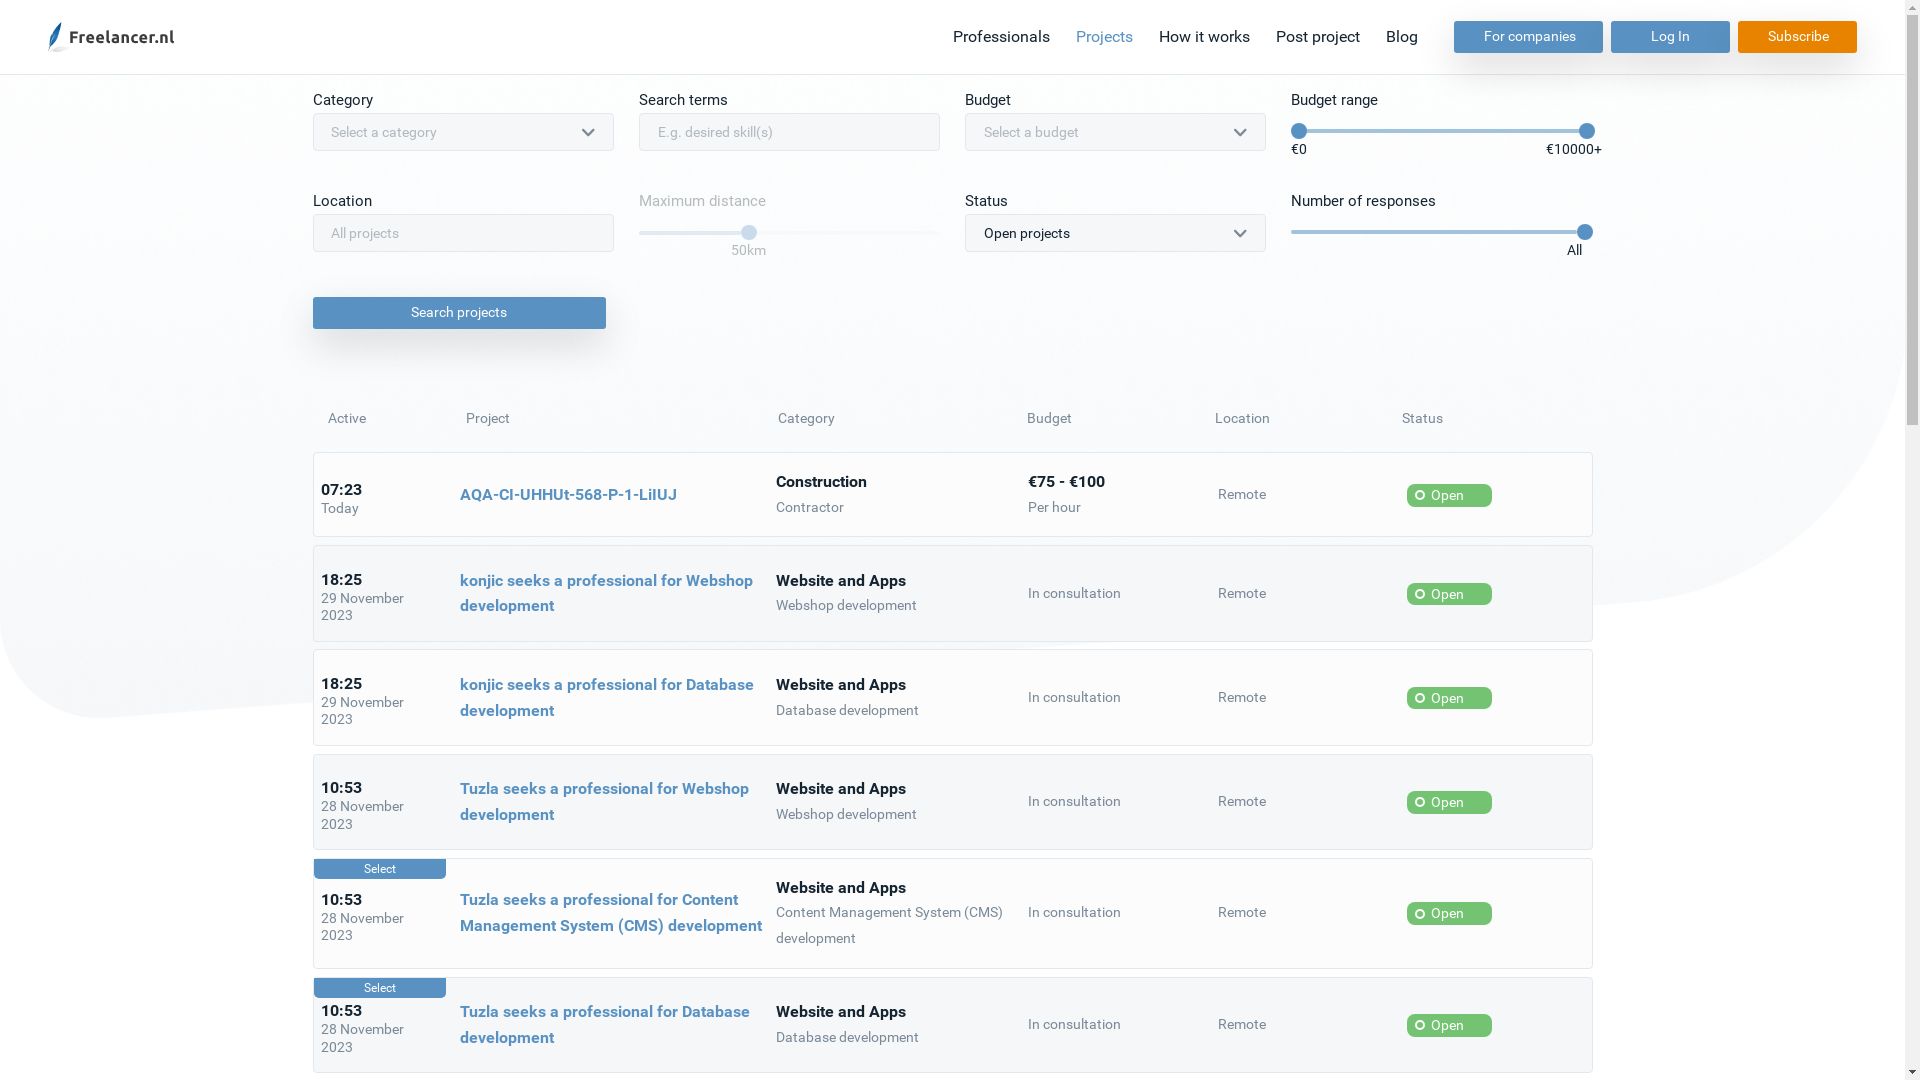 Freelancer.nl
Professionals Projects How it works Post project Blog For companies Log In Subscribe
Category Search terms Budget Budget range
Select a category E.g. desired skill(s) Select a budget
€0 €10000+
Location Maximum distance Status Number of responses
All projects Open projects
50km All
Search projects
Active Project Category Budget Location Status
07:23
Today
AQA-CI-UHHUt-568-P-1-LiIUJ
Construction
Contractor
€75 - €100
Per hour
Remote
Open
18:25
29 November
2023
konjic seeks a professional for Webshop
development
Website and Apps
Webshop development
In consultation
Remote
Open
18:25
29 November
2023
konjic seeks a professional for Database
development
Website and Apps
Database development
In consultation
Remote
Open
10:53
28 November
2023
Tuzla seeks a professional for Webshop
development
Website and Apps
Webshop development
In consultation
Remote
Open
Select
10:53
28 November
2023
Tuzla seeks a professional for Content
Management System (CMS) development
Website and Apps
Content Management System (CMS)
development
In consultation
Remote
Open
Select
10:53
28 November
2023
Tuzla seeks a professional for Database
development
Website and Apps
Database development
In consultation
Remote
Open